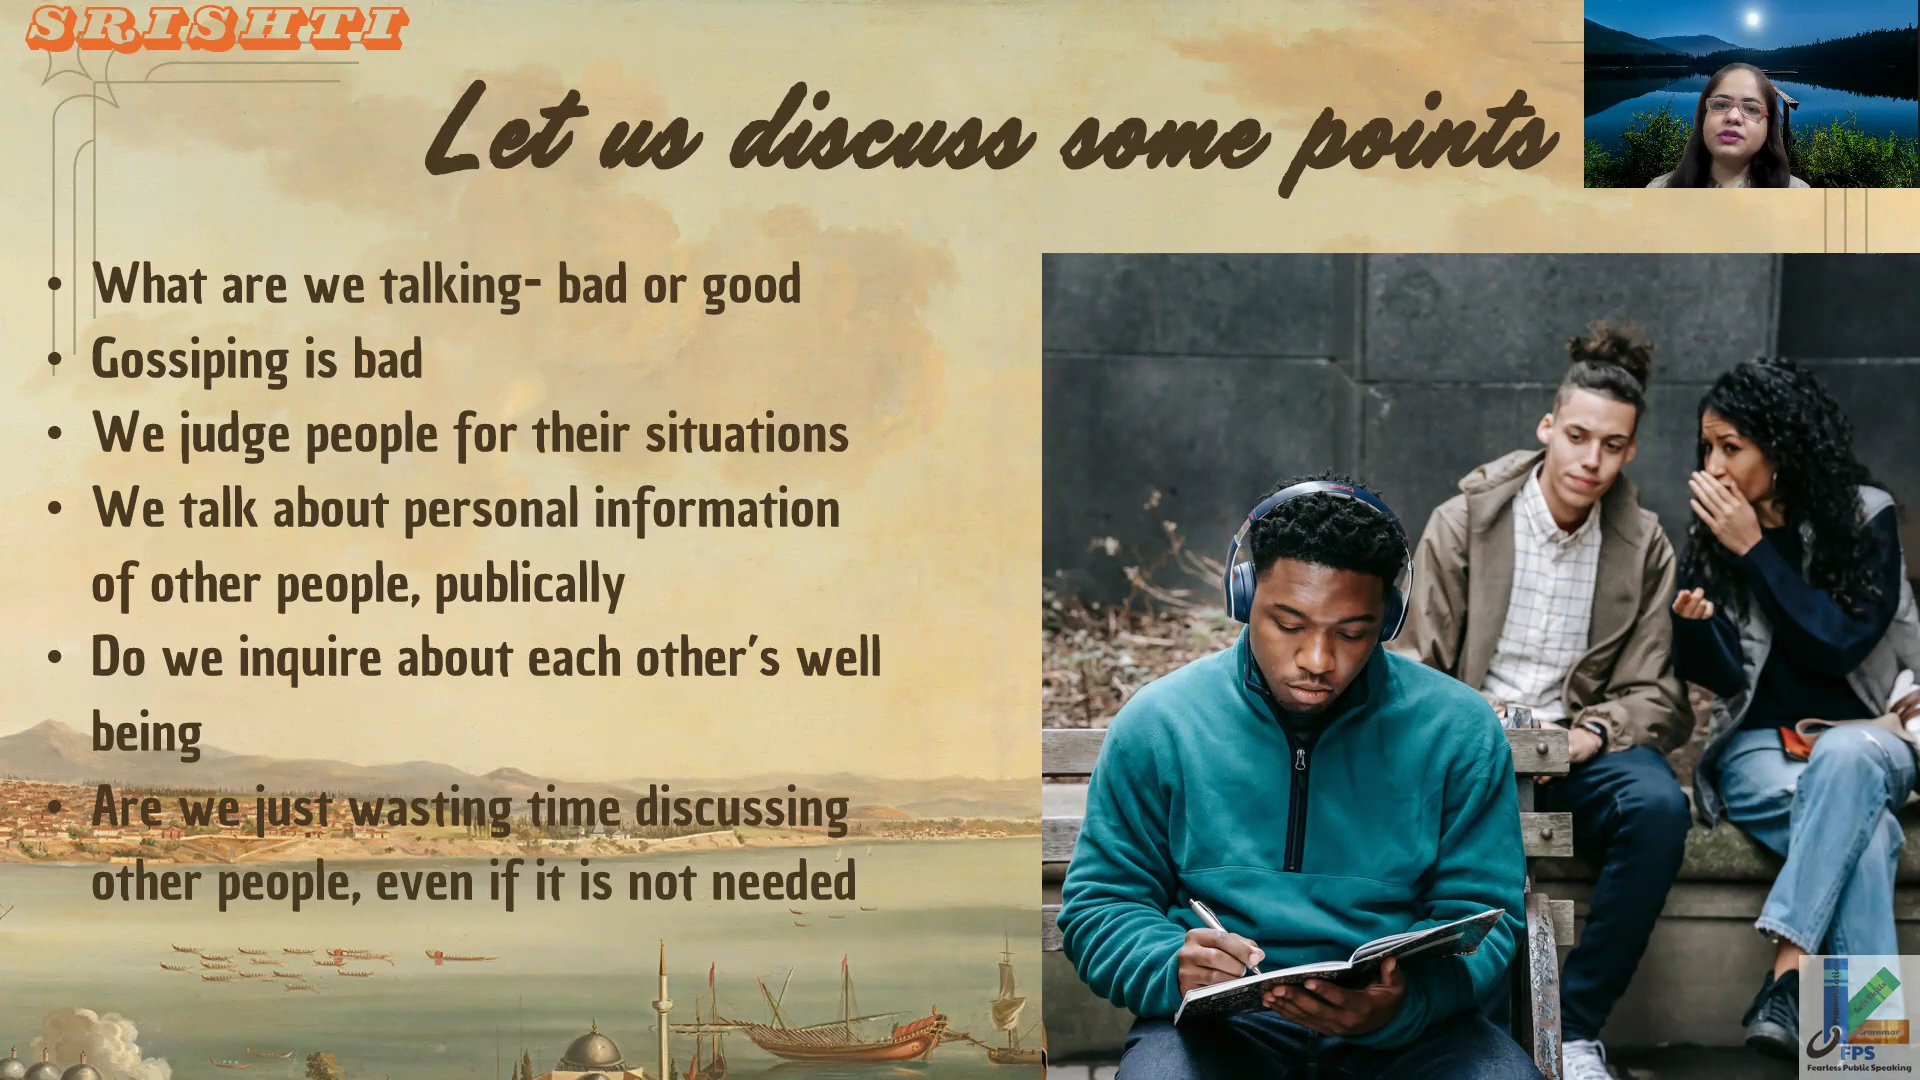 SRISHTI
Let us discuss some points
• What are we talking- bad or good
• Gossiping is bad
• We judge people for their situations
• We talk about personal information
of other people, publically
• Do we inquire about each other's well
being
• Are we just wasting time discussing
other people, even if it is not needed
Grammar
FPS
Fearless Public Speaking